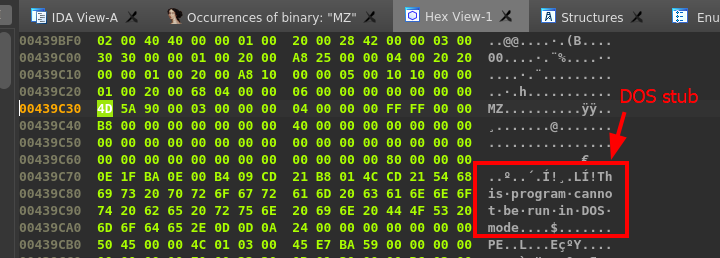 IDA View-A Occurrences of binary: "MZ" Hex View-1 Structures Enu
00439BF0 02 00 40 40 00 00 01 00 20 00 28 42 00 00 03 00 ..@@.....·.(B....
00439C00 30 30 00 00 01 00 20 00 A8 25 00 00 04 00 20 20 00....·.¨%....··
00439C10 00 00 01 00 20 00 A8 10 00 00 05 00 10 10 00 00 ....·.¨.........
00439C20 01 00 20 00 68 04 00 00 06 00 00 00 00 00 00 00 ..·.h...........
00439C30 4D 5A 90 00 03 00 00 00 04 00 00 00 FF FF 00 00 MZ..........ÿÿ..
00439C40 B8 00 00 00 00 00 00 00 40 00 00 00 00 00 00 00 ¸.......@.......
00439C50 00 00 00 00 00 00 00 00 00 00 00 00 00 00 00 00 ................
00439C60 00 00 00 00 00 00 00 00 00 00 00 00 80 00 00 00 ............€...
00439C70 0E 1F BA 0E 00 B4 09 CD 21 B8 01 4C CD 21 54 68 ..º..´.Í!¸.LÍ!Th
00439C80 69 73 20 70 72 6F 67 72 61 6D 20 63 61 6E 6E 6F is·program·canno
00439C90 74 20 62 65 20 72 75 6E 20 69 6E 20 44 4F 53 20 t·be·run·in·DOS·
00439CA0 6D 6F 64 65 2E 0D 0D 0A 24 00 00 00 00 00 00 00 mode....$.......
00439CB0 50 45 00 00 4C 01 03 00 45 E7 BA 59 00 00 00 00 PE..L...EçºY....
DOS stub